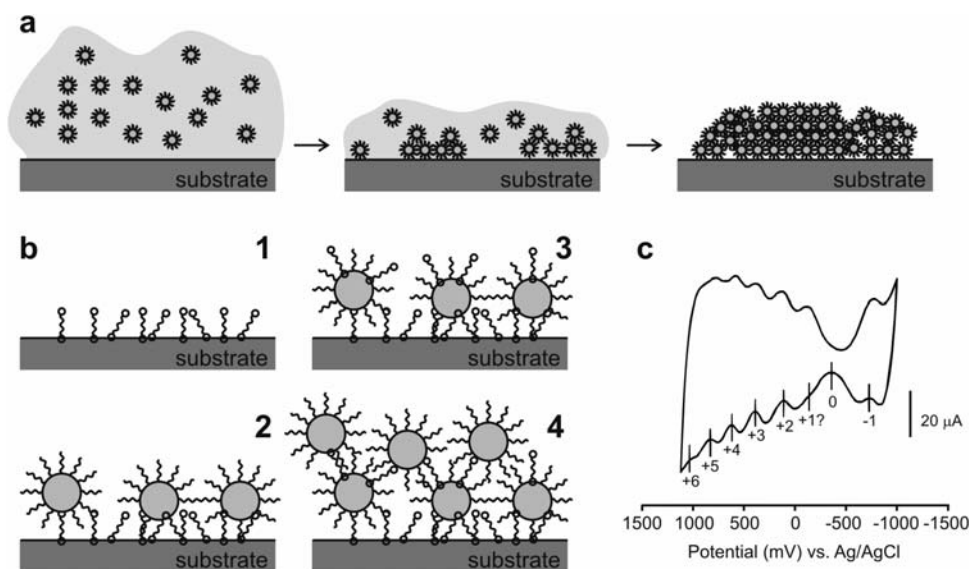 a
substrate
substrate
substrate
b
1
substrate
3
substrate
c
0
-1
+1?
+2
+3
+4
+5
+6
20 µA
2
substrate
4
substrate
1500 1000 500 0 -500 -1000 -1500
Potential (mV) vs. Ag/AgCl